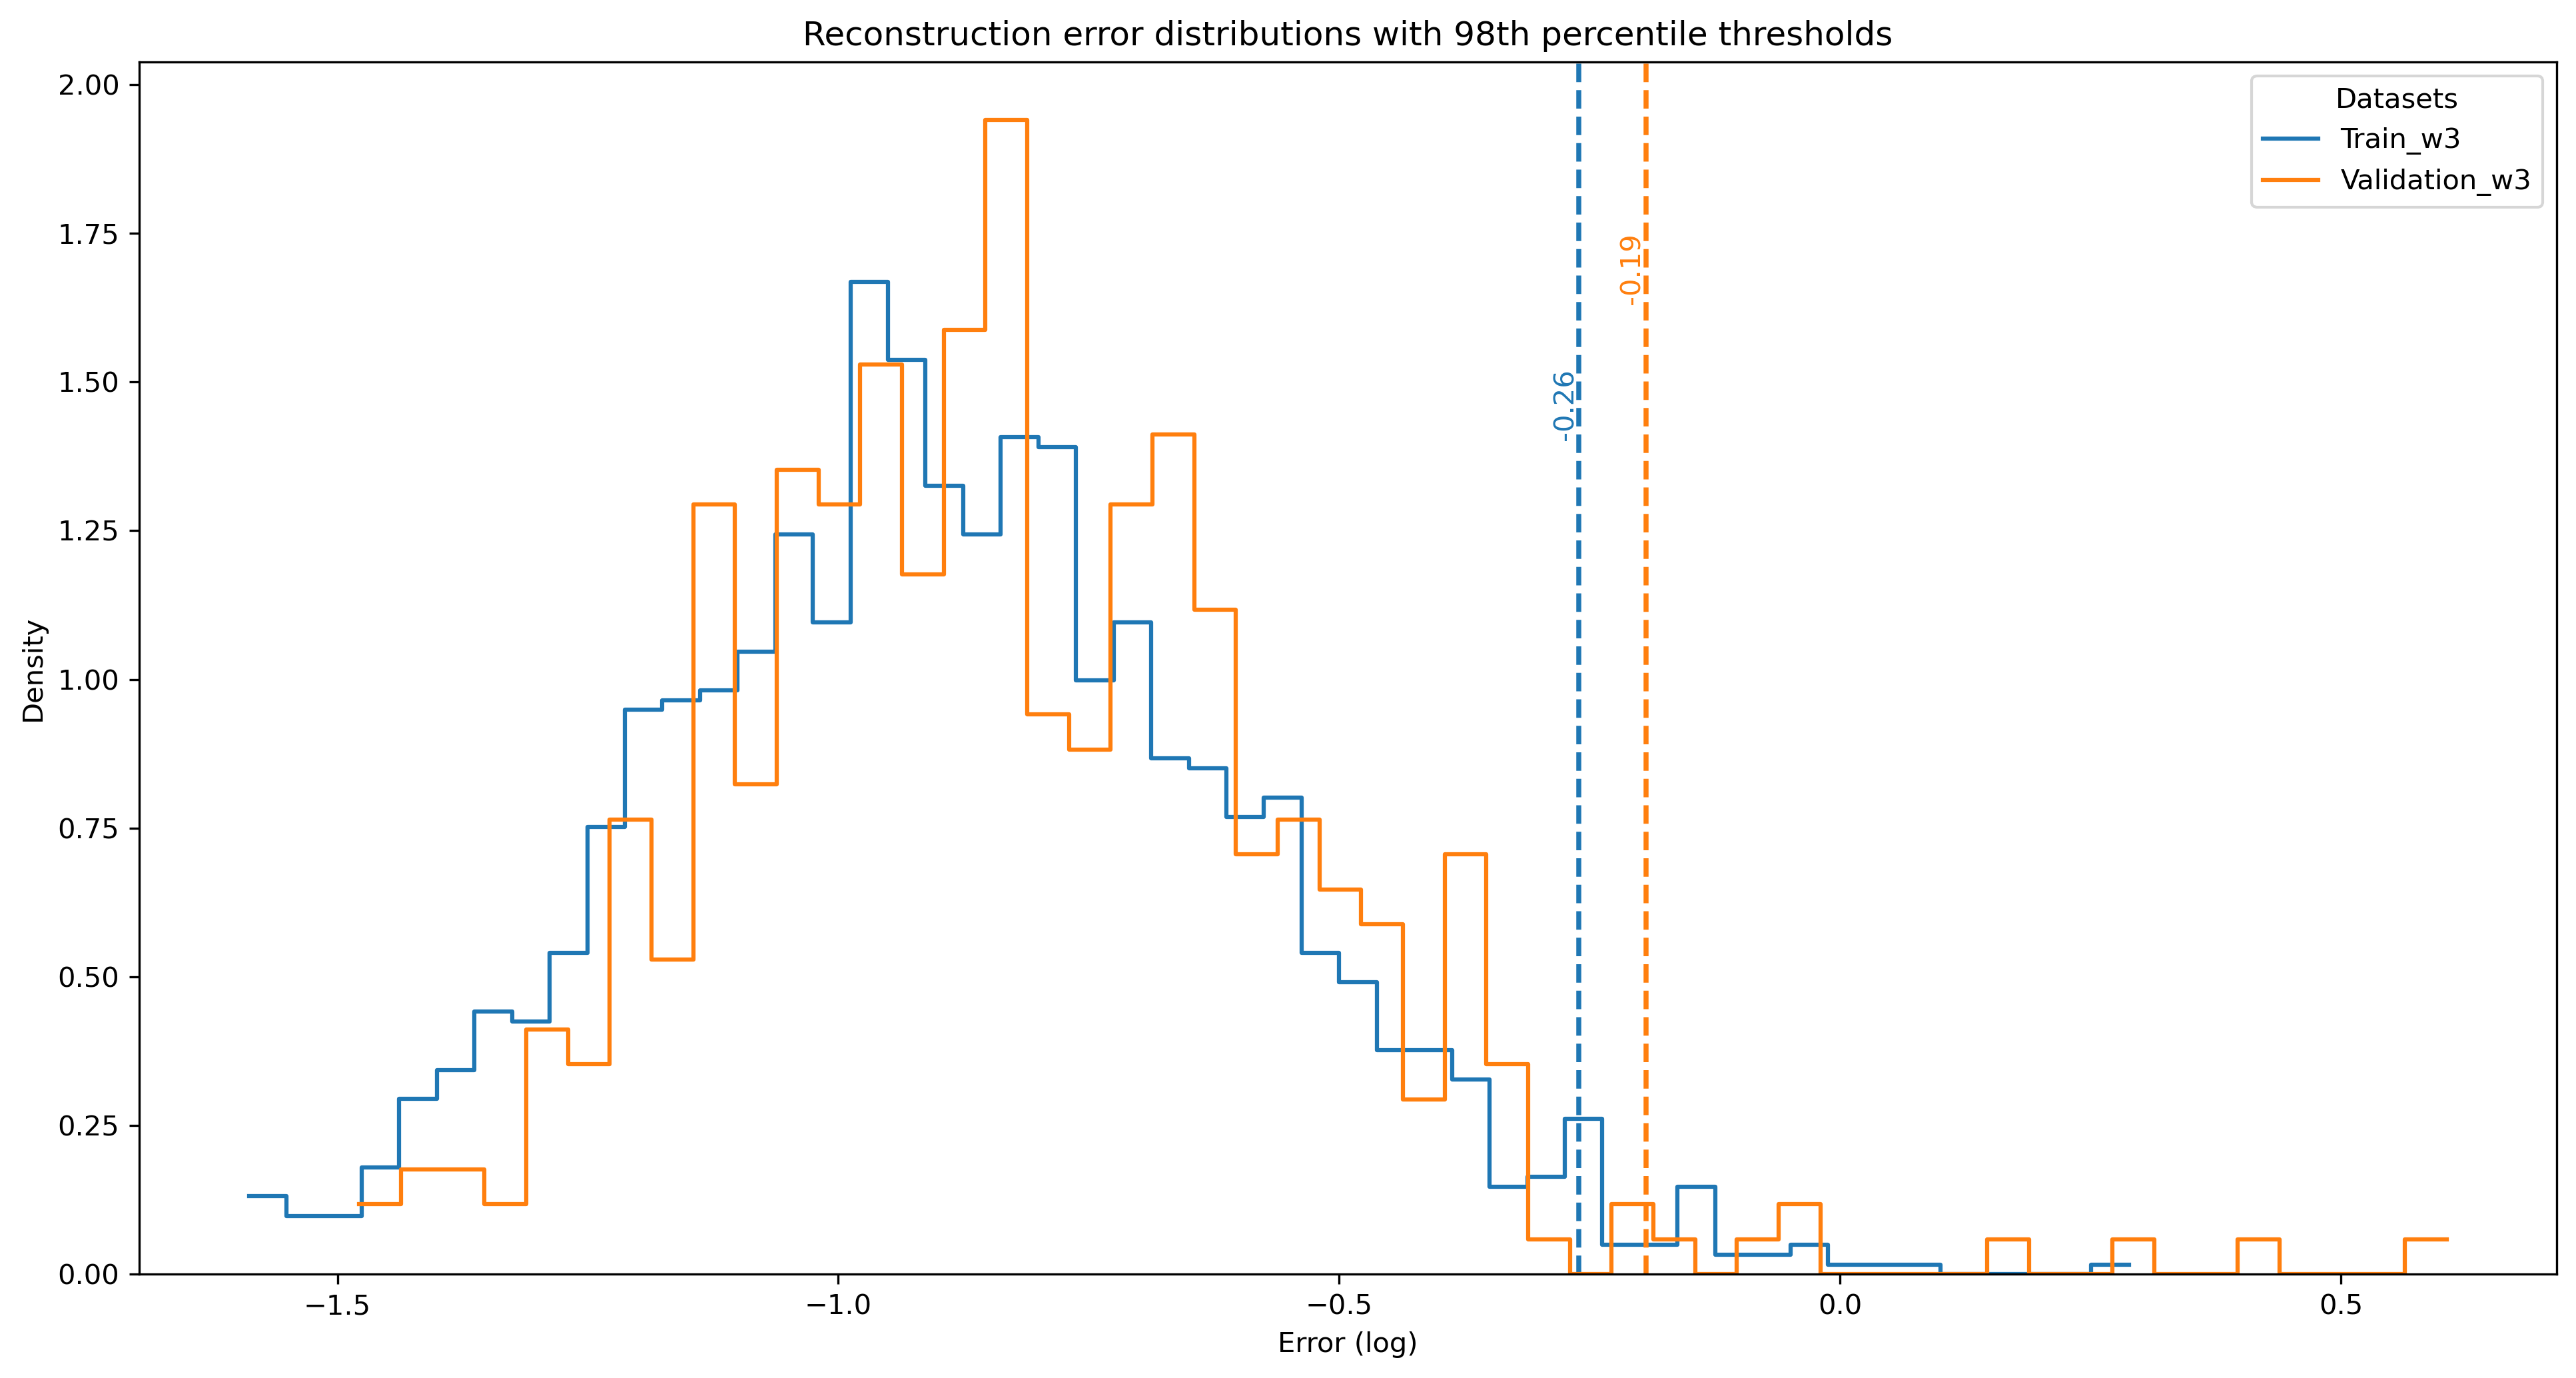 Reconstruction error distributions with 98th percentile thresholds
2.00
1.75
1.50
1.25
1.00
0.75
0.50
0.25
0.00
Density
-0.26
-0.19
Datasets
Train_w3
Validation_w3
−1.5
−1.0
−0.5
0.0
0.5
Error (log)